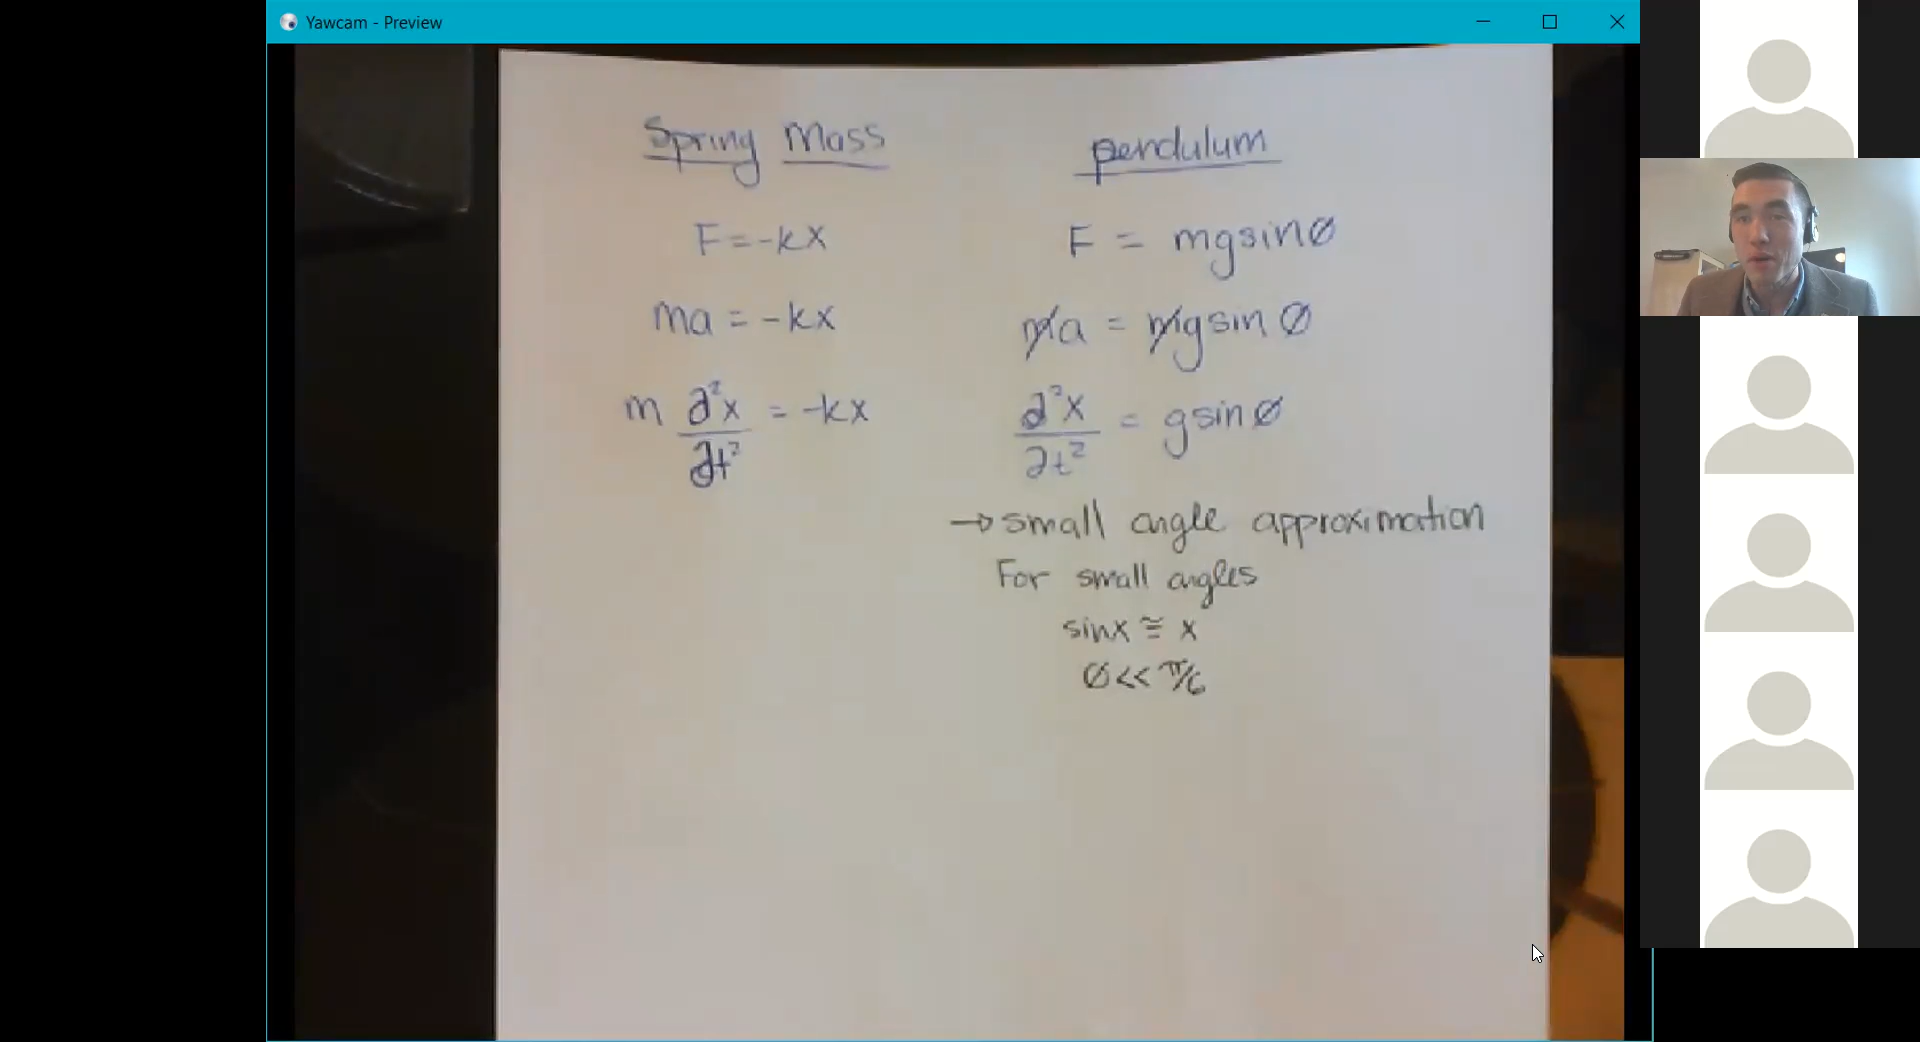 Yawcam - Preview
Spring Mass
F = -kx
ma = -kx
m ∂²x/∂t² = -kx
pendulum
F = mgsinØ
ma = mgsinØ
∂²x/∂t² = gsinØ
→ small angle approximation
For small angles
sinx ≅ x
Ø << π/6